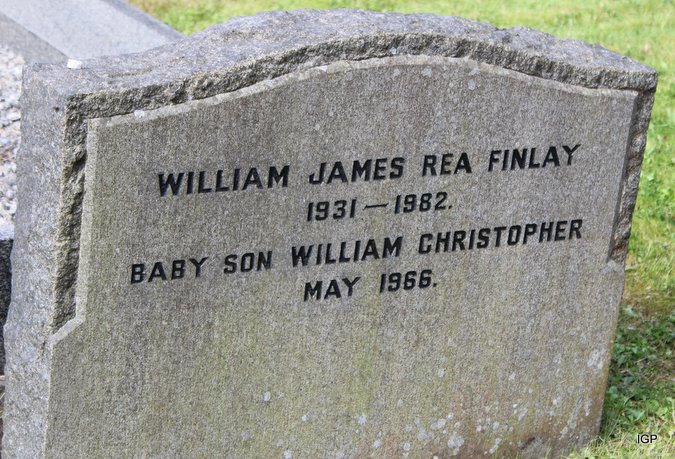 WILLIAM JAMES REA FINLAY
1931 — 1982.
BABY SON WILLIAM CHRISTOPHER
MAY 1966.
IGP